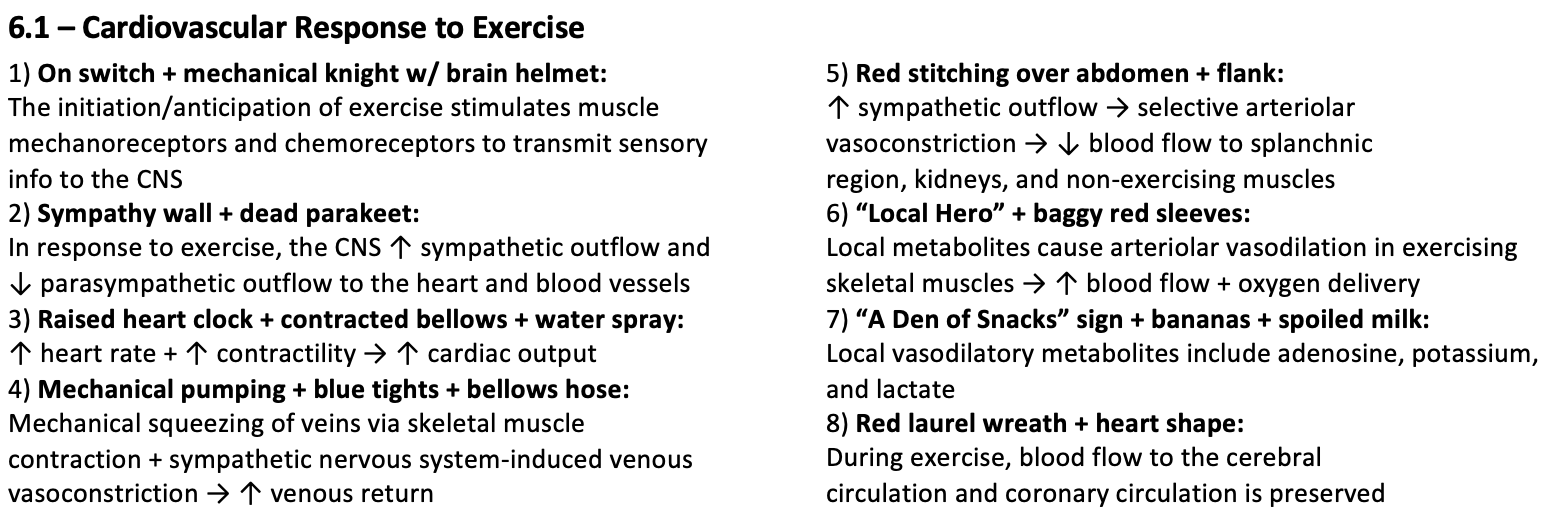 6.1 – Cardiovascular Response to Exercise
1) On switch + mechanical knight w/ brain helmet:
The initiation/anticipation of exercise stimulates muscle
mechanoreceptors and chemoreceptors to transmit sensory
info to the CNS
2) Sympathy wall + dead parakeet:
In response to exercise, the CNS ↑ sympathetic outflow and
↓ parasympathetic outflow to the heart and blood vessels
3) Raised heart clock + contracted bellows + water spray:
↑ heart rate + ↑ contractility → ↑ cardiac output
4) Mechanical pumping + blue tights + bellows hose:
Mechanical squeezing of veins via skeletal muscle
contraction + sympathetic nervous system-induced venous
vasoconstriction → ↑ venous return
5) Red stitching over abdomen + flank:
↑ sympathetic outflow → selective arteriolar
vasoconstriction → ↓ blood flow to splanchnic
region, kidneys, and non-exercising muscles
6) “Local Hero” + baggy red sleeves:
Local metabolites cause arteriolar vasodilation in exercising
skeletal muscles → ↑ blood flow + oxygen delivery
7) “A Den of Snacks” sign + bananas + spoiled milk:
Local vasodilatory metabolites include adenosine, potassium,
and lactate
8) Red laurel wreath + heart shape:
During exercise, blood flow to the cerebral
circulation and coronary circulation is preserved